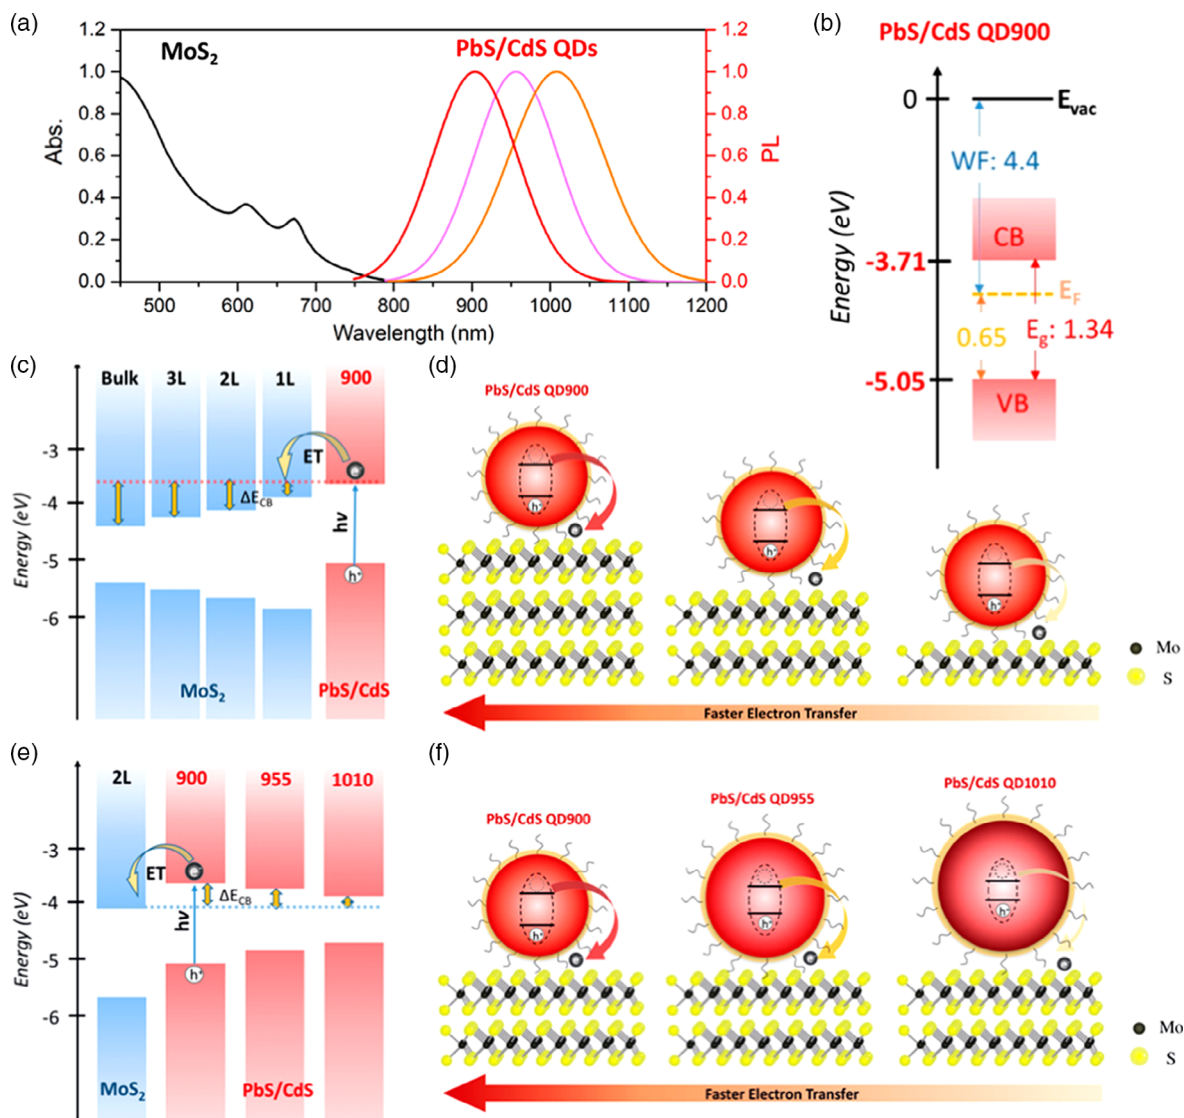 (a)
MoS2
PbS/CdS QDs
1.2
1.0
0.8
0.6
0.4
0.2
0.0
Abs.
1.2
1.0
0.8
0.6
0.4
0.2
0.0
PL
500 600 700 800 900 1000 1100 1200
Wavelength (nm)
(b)
PbS/CdS QD900
0
Evac
WF: 4.4
CB
-3.71
EF
0.65
Eg: 1.34
-5.05
VB
Energy (eV)
(c)
Bulk 3L 2L 1L 900
ET
e-
-3
-4
-5
-6
ΔECB
hν
h+
Energy (eV)
MoS2
PbS/CdS
(d)
PbS/CdS QD900
h+
e-
h+
e-
h+
e-
Mo
S
Faster Electron Transfer
(e)
2L 900 955 1010
ET
e-
-3
-4
-5
-6
ΔECB
hν
h+
Energy (eV)
MoS2
PbS/CdS
(f)
PbS/CdS QD900
PbS/CdS QD955
PbS/CdS QD1010
h+
e-
h+
e-
h+
e-
Mo
S
Faster Electron Transfer